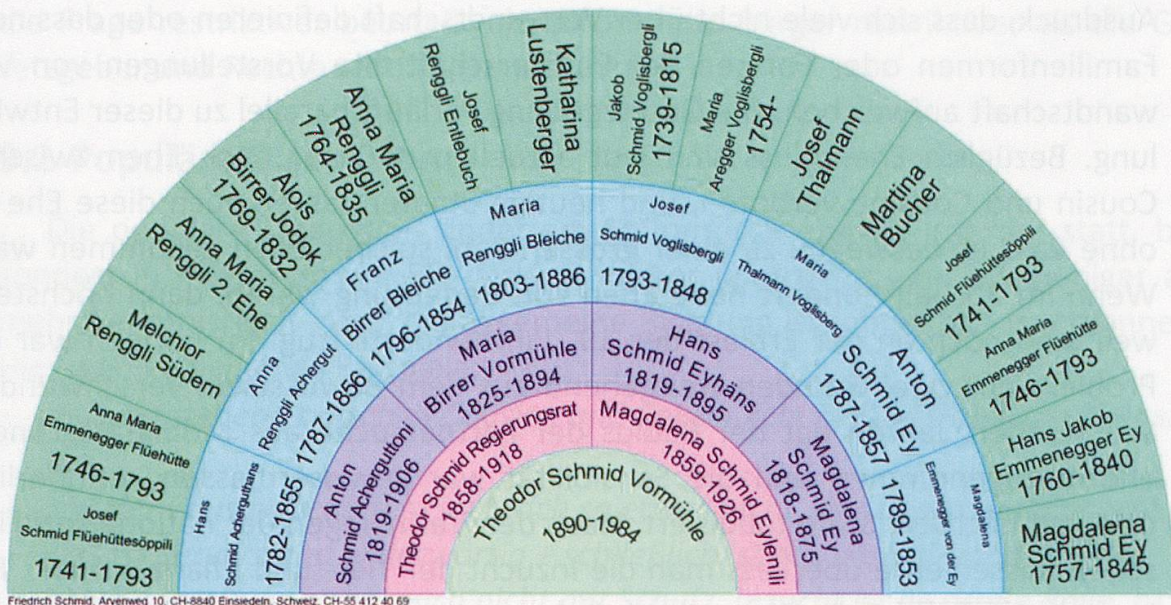 Josef
Schmid Flüehüttesöppili
1741-1793
Anna Maria
Emmenegger Flüehütte
1746-1793
Melchior
Renggli Südern
Anna Maria
Renggli 2. Ehe
Alois
Birrer Jodok
1769-1832
Anna Maria
Renggli
1764-1835
Josef
Renggli Entlebuch
Katharina
Lustenberger
Jakob
Schmid Voglisbergli
1739-1815
Maria
Aregger Voglisbergli
1754-
Josef
Thalmann
Martina
Bucher
Josef
Schmid Flüehüttesöppili
1741-1793
Anna Maria
Emmenegger Flüehütte
1746-1793
Hans Jakob
Emmenegger Ey
1760-1840
Magdalena
Schmid Ey
1757-1845
Hans
Schmid Acherguthans
1782-1855
Anna
Renggli Achergut
1787-1856
Franz
Birrer Bleiche
1796-1854
Maria
Renggli Bleiche
1803-1886
Josef
Schmid Voglisbergli
1793-1848
Maria
Thalmann Voglisberg
Anton
Schmid Ey
1787-1857
Magdalena
Emmenegger von der Ey
1789-1853
Anton
Schmid Acherguttoni
1819-1906
Maria
Birrer Vormühle
1825-1894
Hans
Schmid Eyhäns
1819-1895
Magdalena
Schmid Ey
1818-1875
Theodor Schmid Regierungsrat
1858-1918
Magdalena Schmid Eylenili
1859-1926
Theodor Schmid Vormühle
1890-1984
Friedrich Schmid, Arvenweg 10, CH-8840 Einsiedeln, Schweiz, CH-55 412 40 69